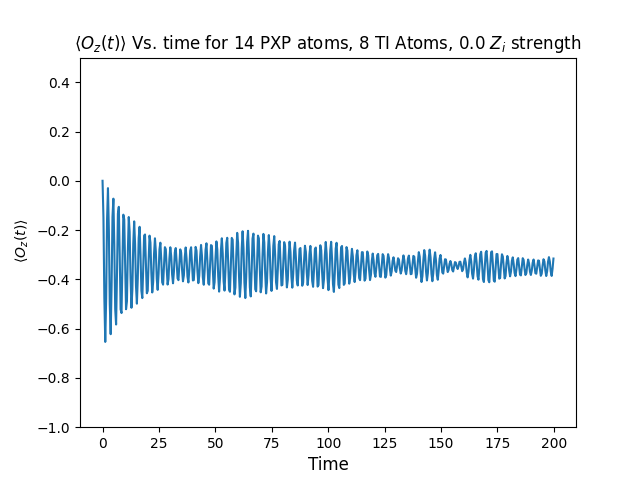 ⟨O_z(t)⟩ Vs. time for 14 PXP atoms, 8 TI Atoms, 0.0 Z_i strength
0.4
0.2
0.0
−0.2
−0.4
−0.6
−0.8
−1.0
⟨O_z(t)⟩
0 25 50 75 100 125 150 175 200
Time